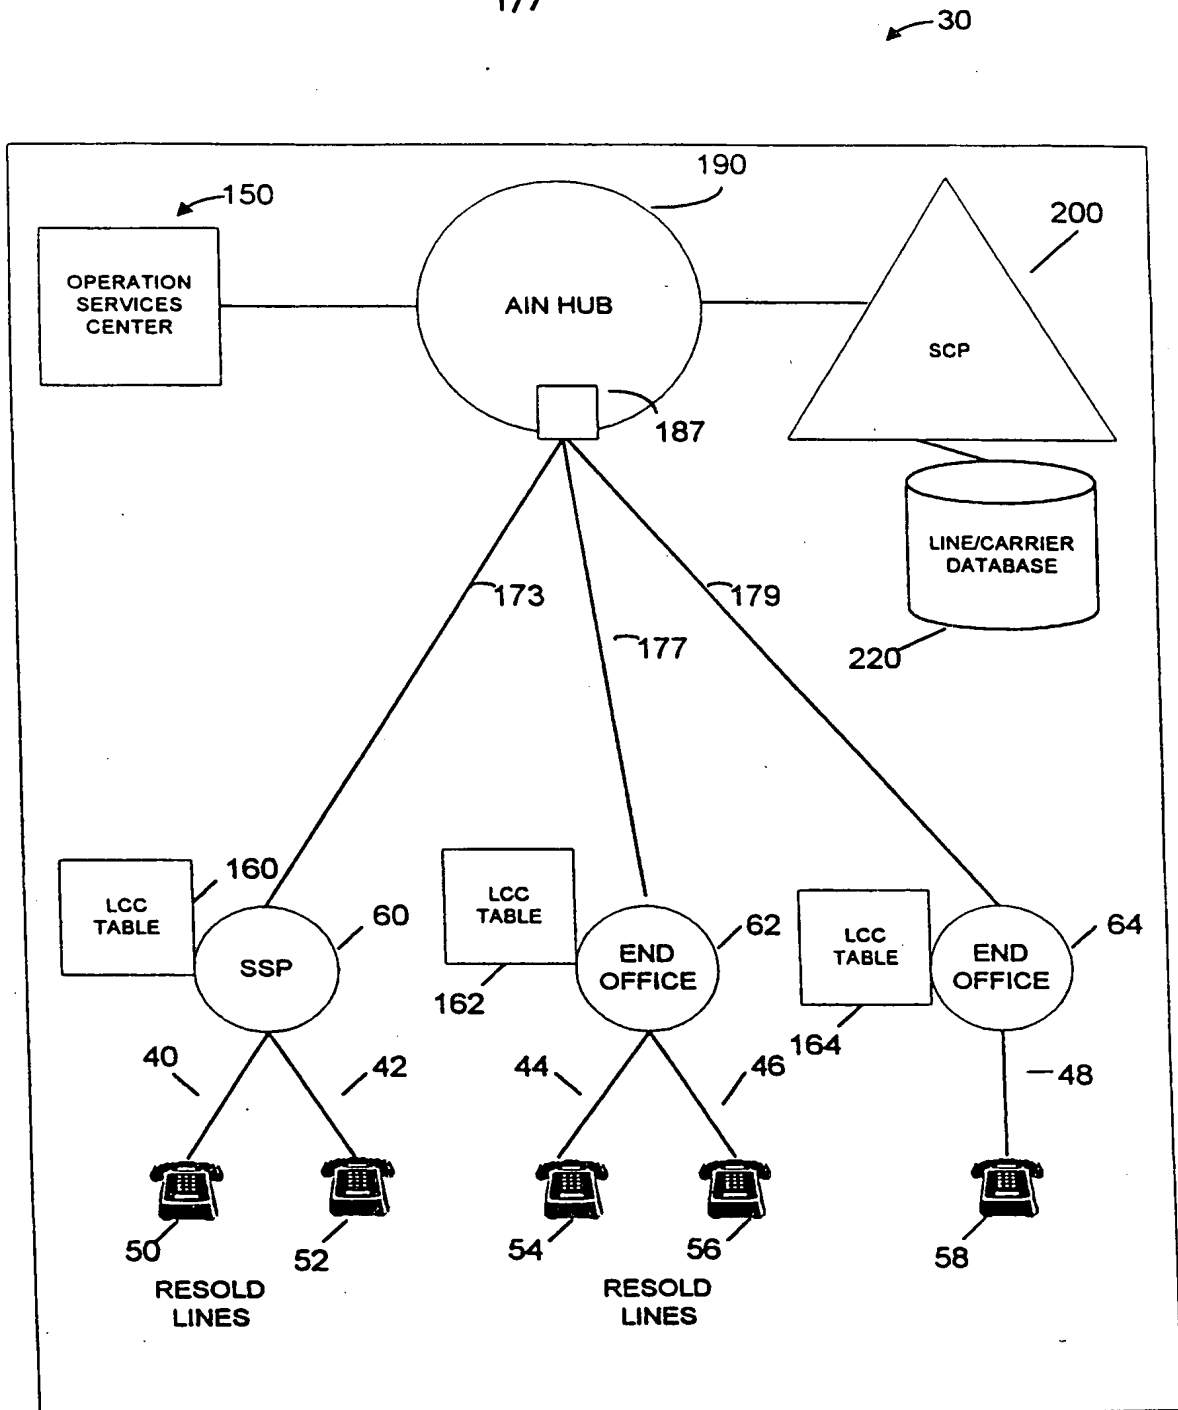 30
150
190
200
OPERATION
SERVICES
CENTER
AIN HUB
SCP
187
LINE/CARRIER
DATABASE
173
179
177
220
160
LCC
TABLE
60
SSP
LCC
TABLE
62
END
OFFICE
162
LCC
TABLE
64
END
OFFICE
164
40
42
44
46
48
50
52
54
56
58
RESOLD
LINES
RESOLD
LINES